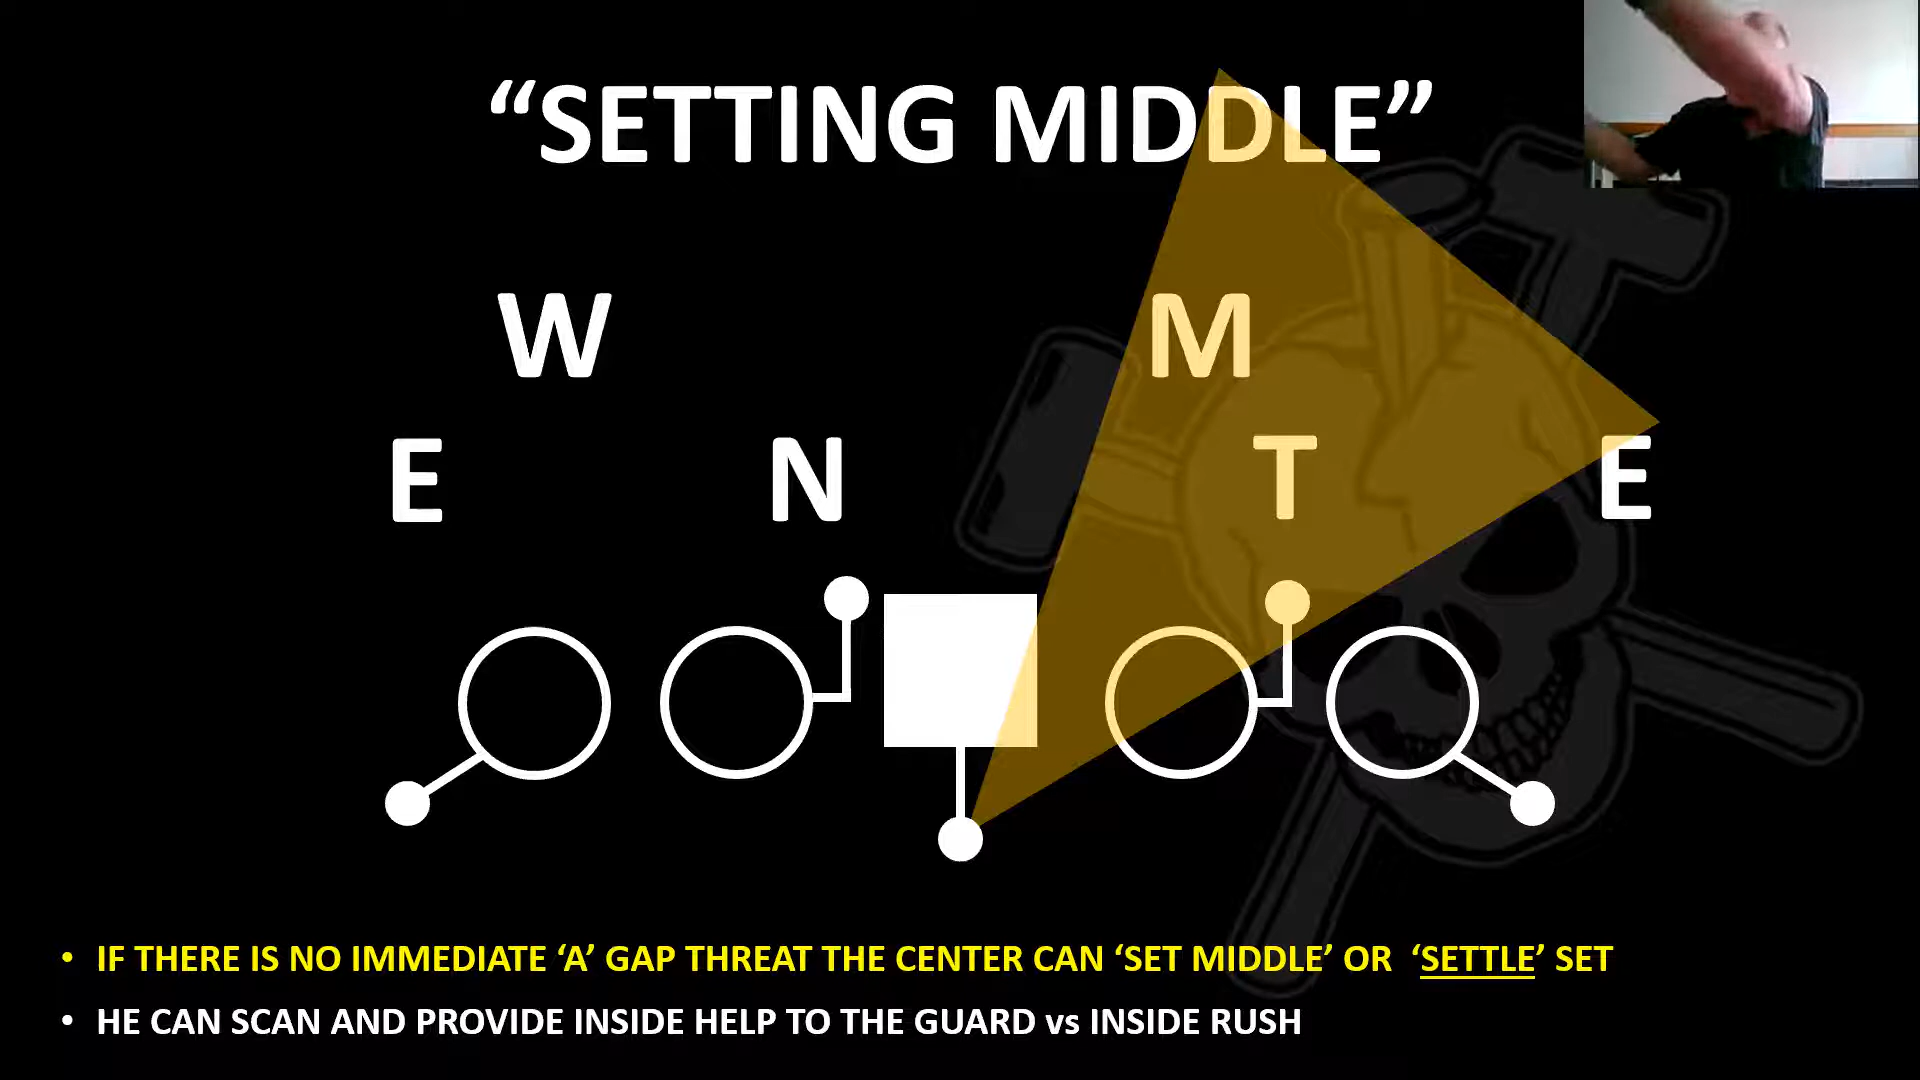 “SETTING MIDDLE”
W M
E N T E
• IF THERE IS NO IMMEDIATE ‘A’ GAP THREAT THE CENTER CAN ‘SET MIDDLE’ OR ‘SETTLE’ SET
• HE CAN SCAN AND PROVIDE INSIDE HELP TO THE GUARD vs INSIDE RUSH